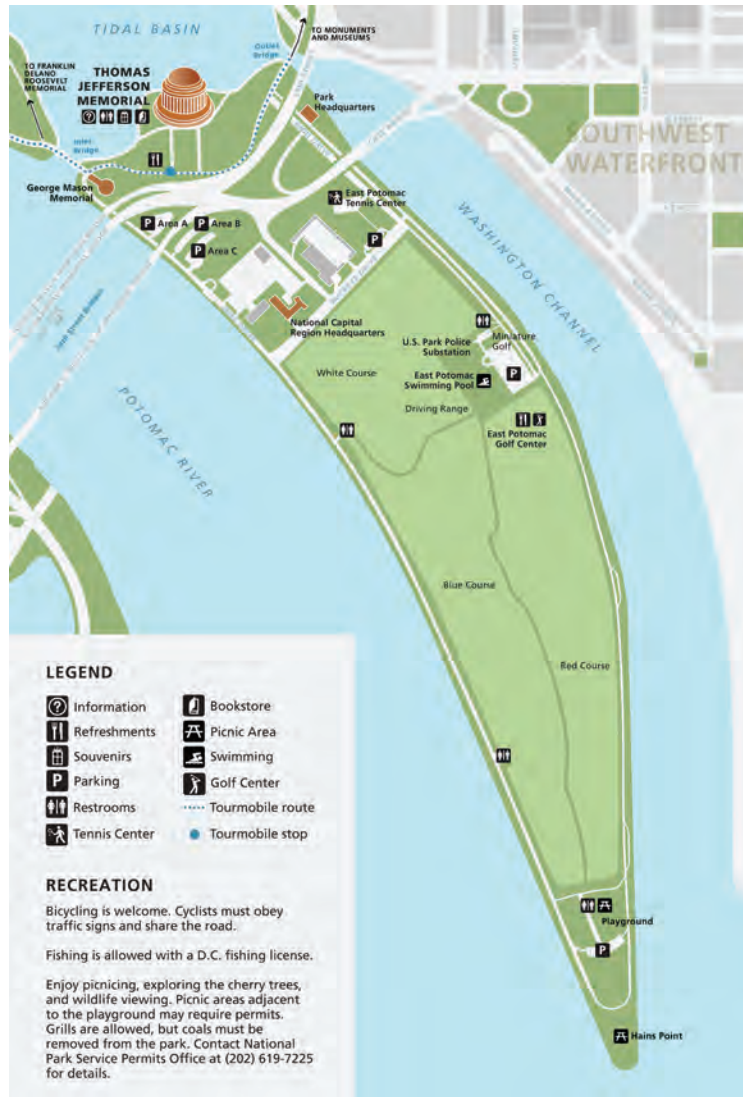 TIDAL BASIN
Outlet
Bridge
TO MONUMENTS
AND MUSEUMS
TO FRANKLIN
DELANO
ROOSEVELT
MEMORIAL
THOMAS
JEFFERSON
MEMORIAL
Park
Headquarters
Inlet
Bridge
SOUTHWEST
WATERFRONT
George Mason
Memorial
East Potomac
Tennis Center
P Area A
P Area B
P Area C
P
WASHINGTON CHANNEL
National Capital
Region Headquarters
U.S. Park Police
Substation
Miniature
Golf
White Course
East Potomac
Swimming Pool
P
Driving Range
East Potomac
Golf Center
POTOMAC RIVER
Blue Course
Red Course
Playground
P
Hains Point
LEGEND
? Information
Refreshments
Souvenirs
P Parking
Restrooms
Tennis Center
Bookstore
Picnic Area
Swimming
Golf Center
Tourmobile route
Tourmobile stop
RECREATION
Bicycling is welcome. Cyclists must obey
traffic signs and share the road.
Fishing is allowed with a D.C. fishing license.
Enjoy picnicing, exploring the cherry trees,
and wildlife viewing. Picnic areas adjacent
to the playground may require permits.
Grills are allowed, but coals must be
removed from the park. Contact National
Park Service Permits Office at (202) 619-7225
for details.